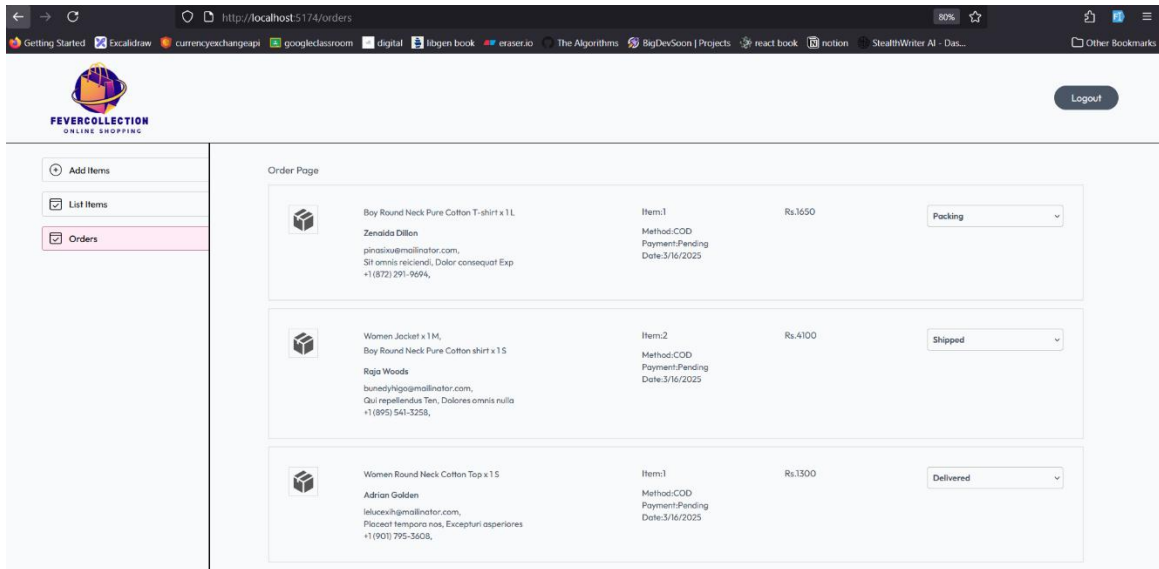 http://localhost:5174/orders
80%
Getting Started Excalidraw currencyexchangeapi googleclassroom digital libgen book eraser.io The Algorithms BigDevSoon | Projects react book notion StealthWriter AI - Das... Other Bookmarks
FEVERCOLLECTION
ONLINE SHOPPING
Logout
Add Items
List Items
Orders
Order Page
Boy Round Neck Pure Cotton T-shirt x 1 L
Zenaida Dillon
pinasixu@mailinator.com,
Sit omnis reiciendi, Dolor consequat Exp
+1 (872) 291-9694,
Item:1
Method:COD
Payment:Pending
Date:3/16/2025
Rs.1650
Packing
Women Jacket x 1 M,
Boy Round Neck Pure Cotton shirt x 1 S
Raja Woods
bunedyhigo@mailinator.com,
Qui repellendus Ten, Dolores omnis nulla
+1 (895) 541-3258,
Item:2
Method:COD
Payment:Pending
Date:3/16/2025
Rs.4100
Shipped
Women Round Neck Cotton Top x 1 S
Adrian Golden
lelucexih@mailinator.com,
Placeat tempora nos, Excepturi asperiores
+1 (901) 795-3608,
Item:1
Method:COD
Payment:Pending
Date:3/16/2025
Rs.1300
Delivered